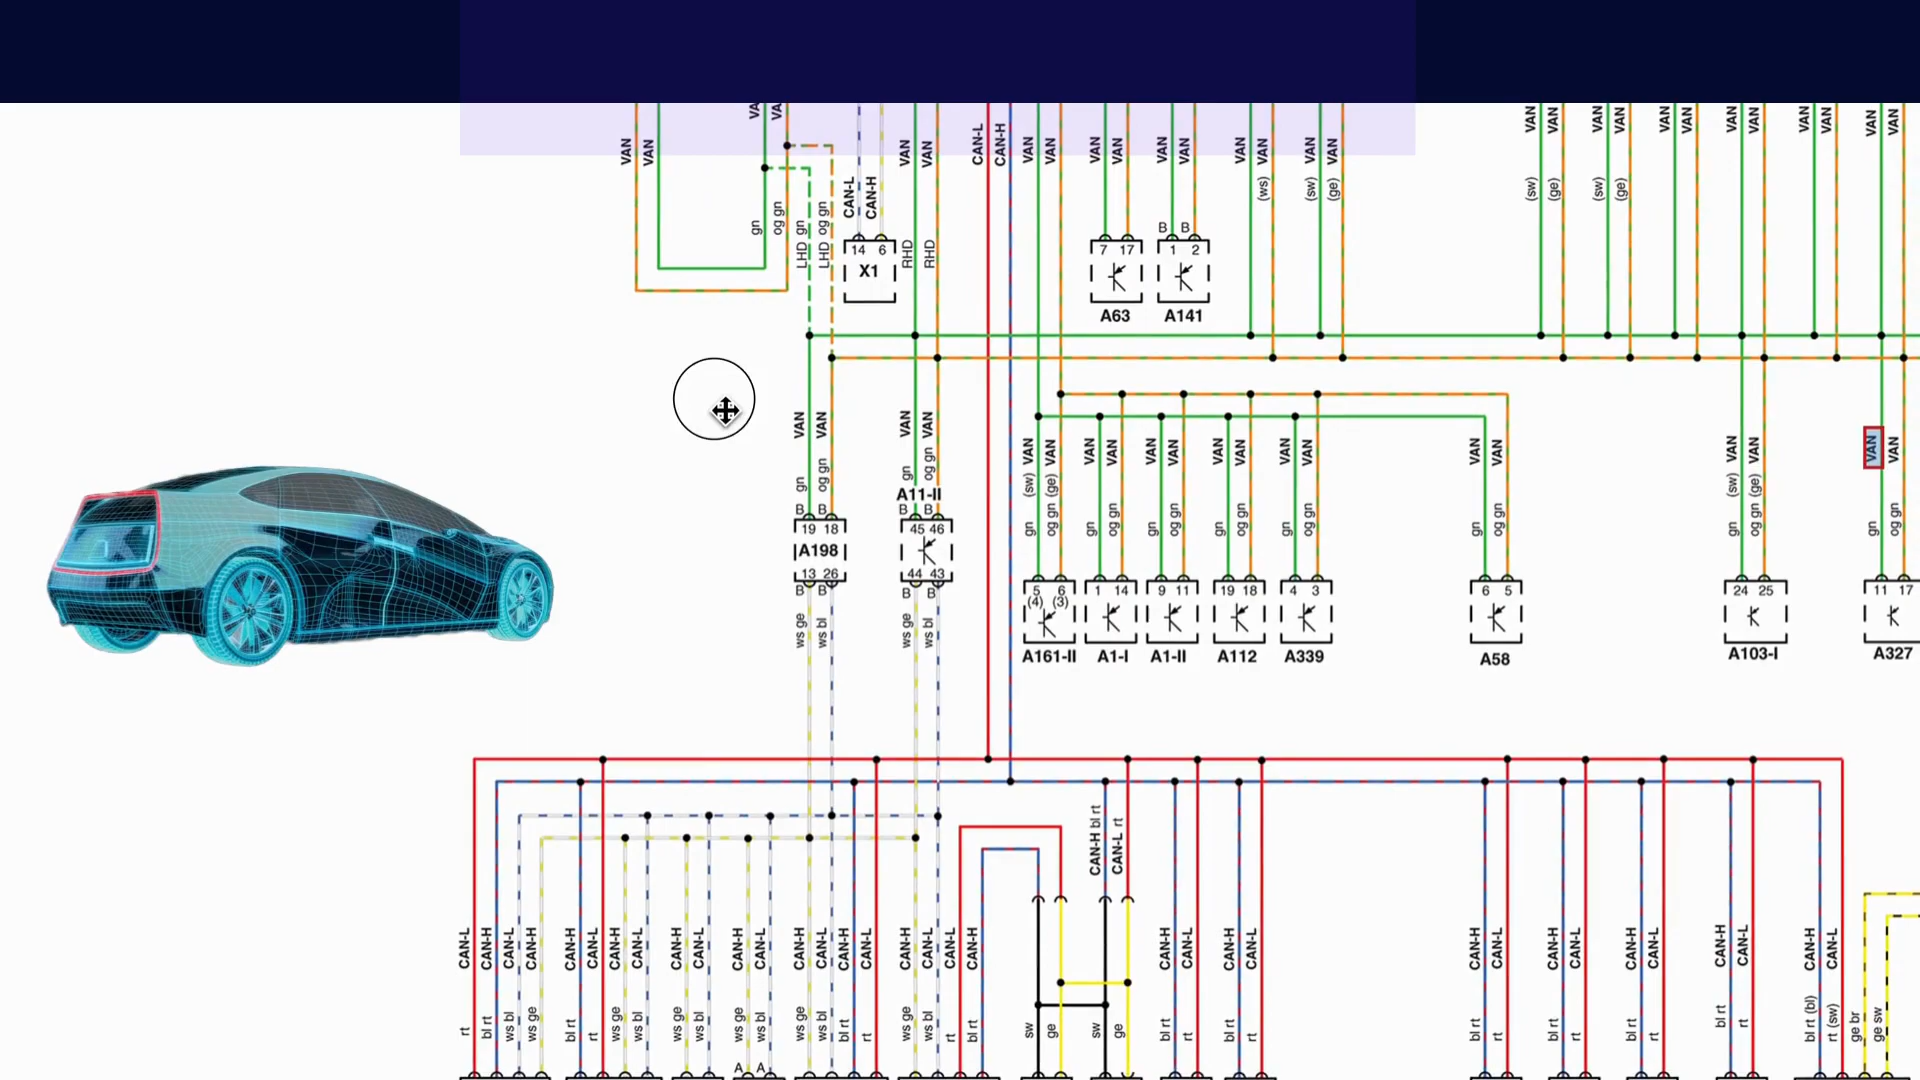 VAN VAN VA VA VAN VAN CAN-L CAN-H VAN VAN VAN VAN VAN VAN VAN VAN VAN VAN VAN VAN VAN VAN VAN VAN VAN VAN VAN VAN VAN VAN
CAN-L CAN-H (ws) (sw) (ge) (sw) (ge) (sw) (ge)
gn og gn LHD gn LHD og gn RHD RHD
B B
14 6 7 17 1 2
X1
A63 A141
VAN VAN VAN VAN VAN VAN VAN VAN VAN VAN VAN VAN VAN VAN VAN VAN VAN VAN VAN VAN
gn og gn gn og gn gn (sw) og gn (ge) gn og gn gn og gn gn og gn gn og gn gn og gn gn (sw) og gn (ge) gn og gn
A11-II
B B B B
19 18 45 46
A198
13 26 44 43
B B B B
5 6 1 14 9 11 19 18 4 3 6 5 24 25 11 17
(4) (3)
ws ge ws bl ws ge ws bl
A161-II A1-I A1-II A112 A339 A58 A103-I A327
CAN-H bl rt CAN-L rt
CAN-L CAN-H CAN-L CAN-H CAN-H CAN-L CAN-H CAN-L CAN-H CAN-L CAN-H CAN-L CAN-H CAN-L CAN-H CAN-L CAN-H CAN-L CAN-L CAN-H CAN-H CAN-L CAN-H CAN-L CAN-H CAN-L CAN-H CAN-L CAN-H CAN-L CAN-H CAN-L CAN-H CAN-L
rt bl rt ws bl ws ge bl rt rt ws ge ws bl ws ge ws bl ws ge ws bl ws ge ws bl bl rt rt ws ge ws bl rt bl rt sw ge sw ge bl rt rt bl rt rt bl rt rt bl rt rt bl rt rt bl rt rt bl rt (bl) rt (sw) ge br ge sw
A A